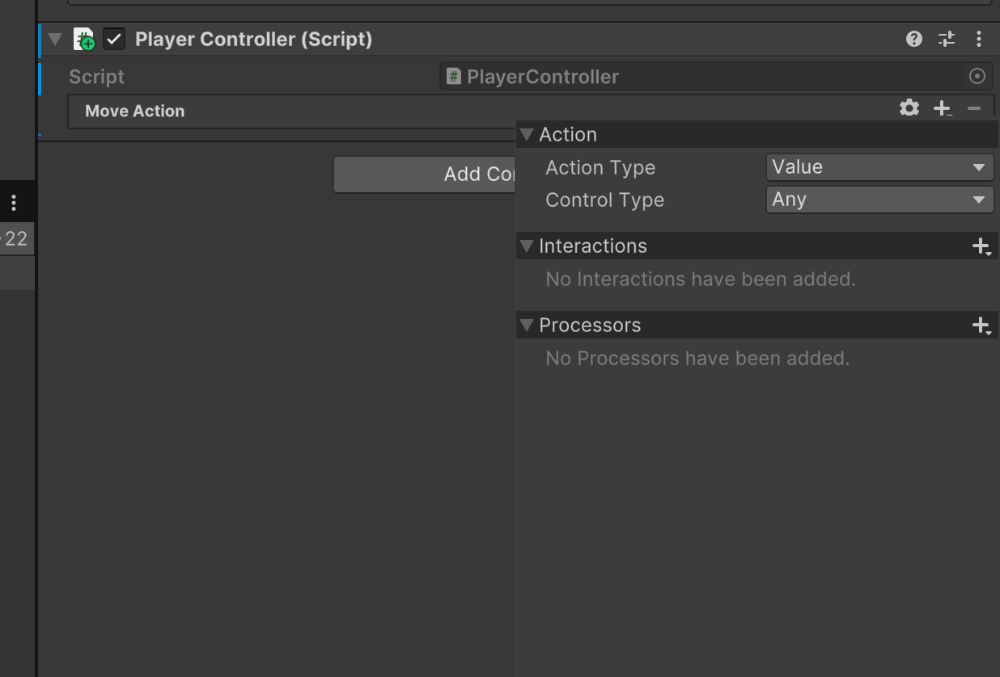 Player Controller (Script)
Script
# PlayerController
Move Action
Action
Action Type
Value
Add Co
Control Type
Any
22
Interactions
No Interactions have been added.
Processors
No Processors have been added.